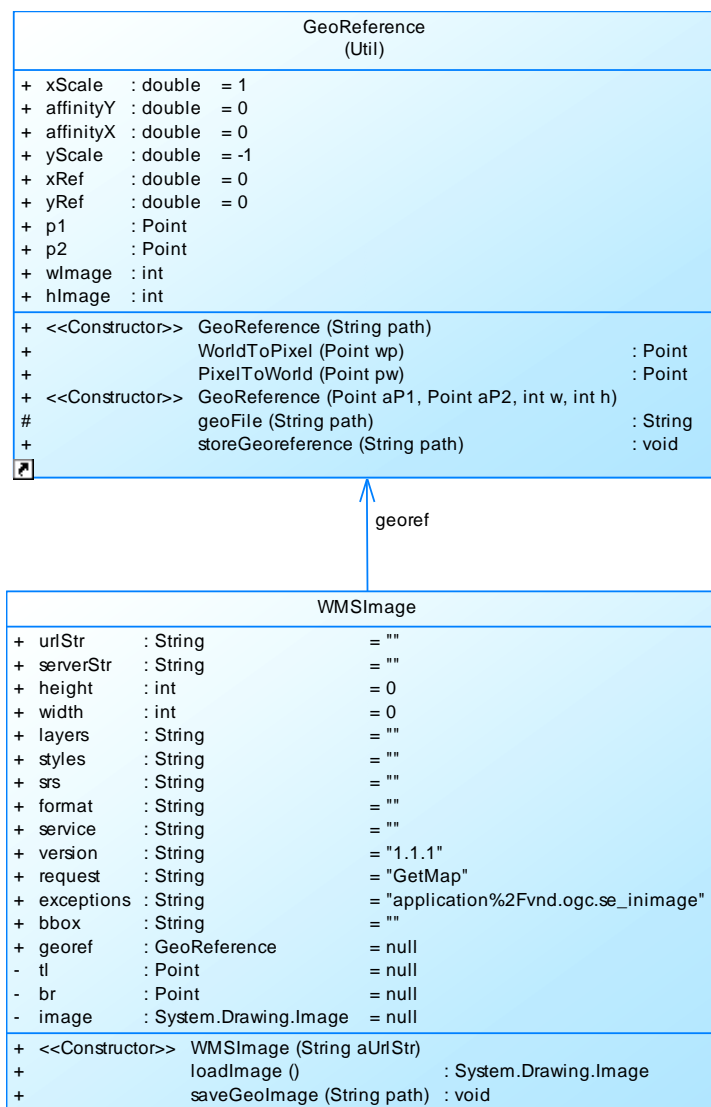 GeoReference
(Util)
+ xScale : double = 1
+ affinityY : double = 0
+ affinityX : double = 0
+ yScale : double = -1
+ xRef : double = 0
+ yRef : double = 0
+ p1 : Point
+ p2 : Point
+ wImage : int
+ hImage : int
+ <<Constructor>> GeoReference (String path)
+ WorldToPixel (Point wp) : Point
+ PixelToWorld (Point pw) : Point
+ <<Constructor>> GeoReference (Point aP1, Point aP2, int w, int h)
# geoFile (String path) : String
+ storeGeoreference (String path) : void
georef
WMSImage
+ urlStr : String = ""
+ serverStr : String = ""
+ height : int = 0
+ width : int = 0
+ layers : String = ""
+ styles : String = ""
+ srs : String = ""
+ format : String = ""
+ service : String = ""
+ version : String = "1.1.1"
+ request : String = "GetMap"
+ exceptions : String = "application%2Fvnd.ogc.se_inimage"
+ bbox : String = ""
+ georef : GeoReference = null
- tl : Point = null
- br : Point = null
- image : System.Drawing.Image = null
+ <<Constructor>> WMSImage (String aUrlStr)
+ loadImage () : System.Drawing.Image
+ saveGeoImage (String path) : void